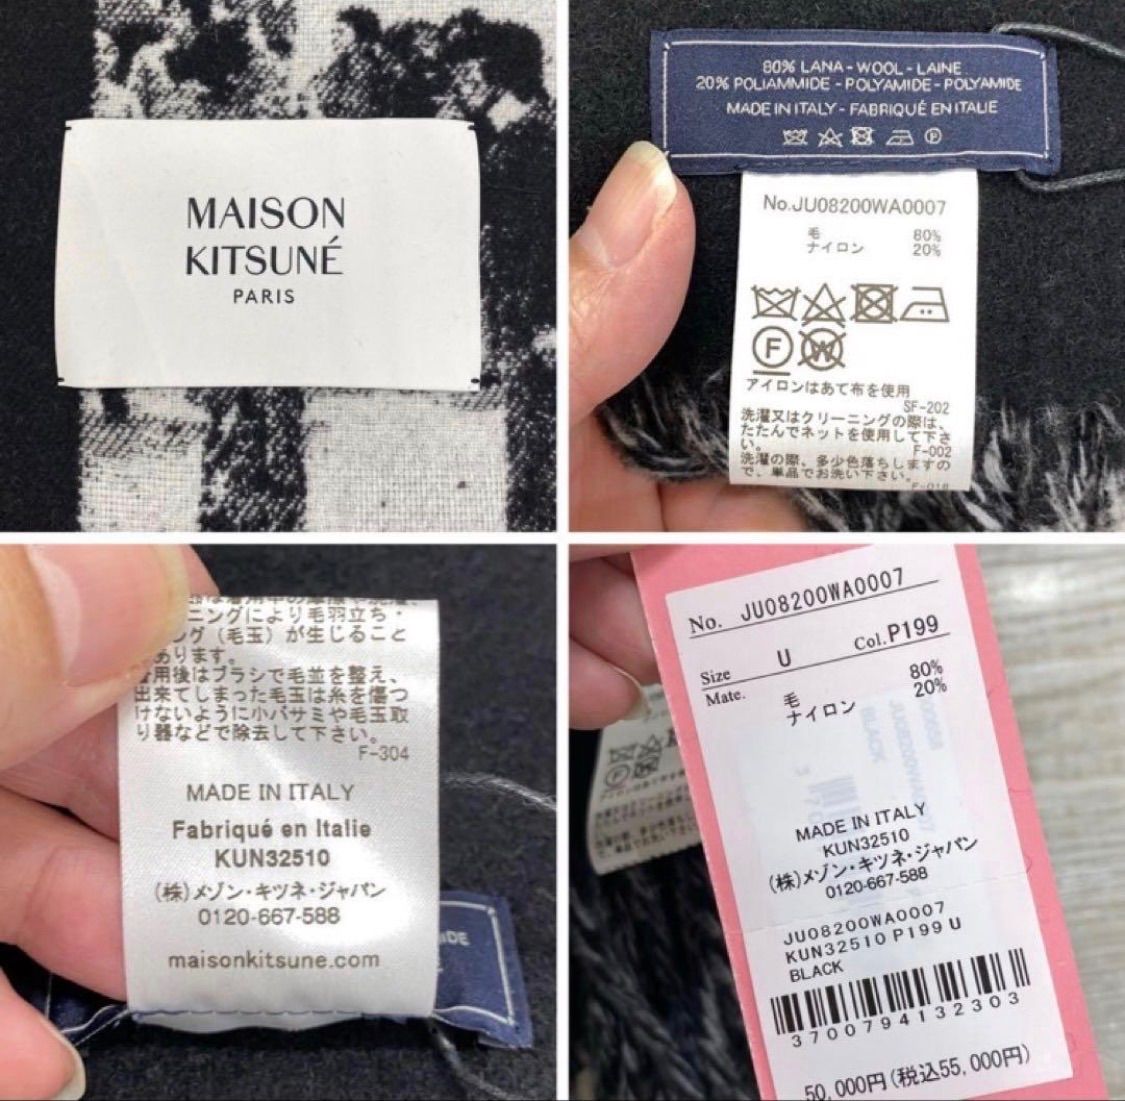 MAISON
KITSUNÉ
PARIS
80% LANA - WOOL - LAINE
20% POLIAMMIDE - POLYAMIDE - POLYAMIDE
MADE IN ITALY - FABRIQUÉ EN ITALIE
No.JU08200WA0007
毛 80%
ナイロン 20%
F W
アイロンはあて布を使用
SF-202
洗濯又はクリーニングの際は、
たたんでネットを使用して下さ
い。
F-002
洗濯の際、多少色落ちしますの
で、単品でお洗い下さい。
F-018
ニングにより毛羽立ち・
ング(毛玉)が生じること
あります。
用後はブラシで毛並を整え、
出来てしまった毛玉は糸を傷つ
けないように小バサミや毛玉取
り器などで除去して下さい。
F-304
MADE IN ITALY
Fabriqué en Italie
KUN32510
(株)メゾン・キツネ・ジャパン
0120-667-588
maisonkitsune.com
No. JU08200WA0007
Size U Col.P199
Mate. 毛 80%
ナイロン 20%
MADE IN ITALY
KUN32510
(株)メゾン・キツネ・ジャパン
0120-667-588
JU08200WA0007
KUN32510 P199 U
BLACK
3700794132303
50,000円(税込55,000円)